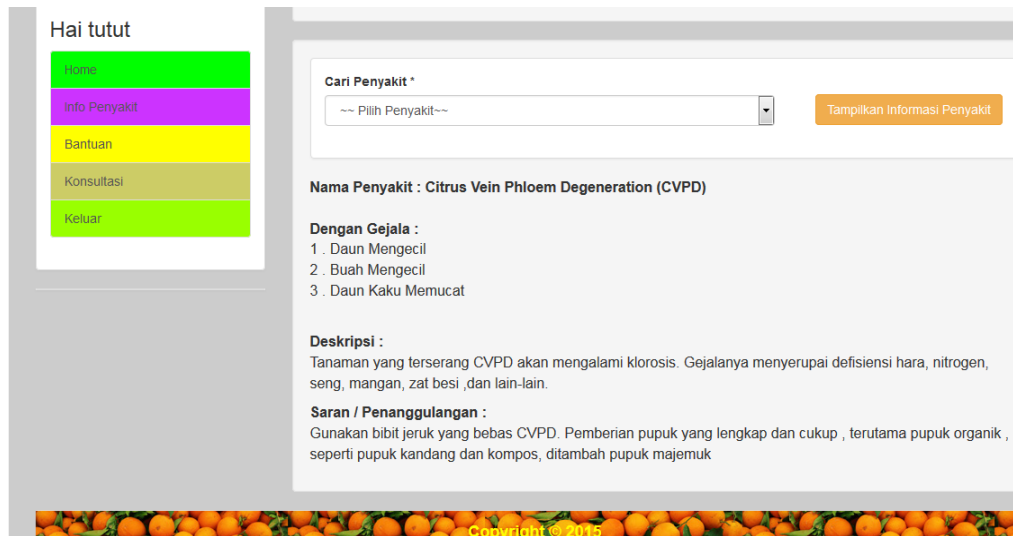 Hai tutut
Home
Info Penyakit
Bantuan
Konsultasi
Keluar
Cari Penyakit *
~~ Pilih Penyakit~~
Tampilkan Informasi Penyakit
Nama Penyakit : Citrus Vein Phloem Degeneration (CVPD)
Dengan Gejala :
1 . Daun Mengecil
2 . Buah Mengecil
3 . Daun Kaku Memucat
Deskripsi :
Tanaman yang terserang CVPD akan mengalami klorosis. Gejalanya menyerupai defisiensi hara, nitrogen,
seng, mangan, zat besi ,dan lain-lain.
Saran / Penanggulangan :
Gunakan bibit jeruk yang bebas CVPD. Pemberian pupuk yang lengkap dan cukup , terutama pupuk organik ,
seperti pupuk kandang dan kompos, ditambah pupuk majemuk
Copyright © 2015